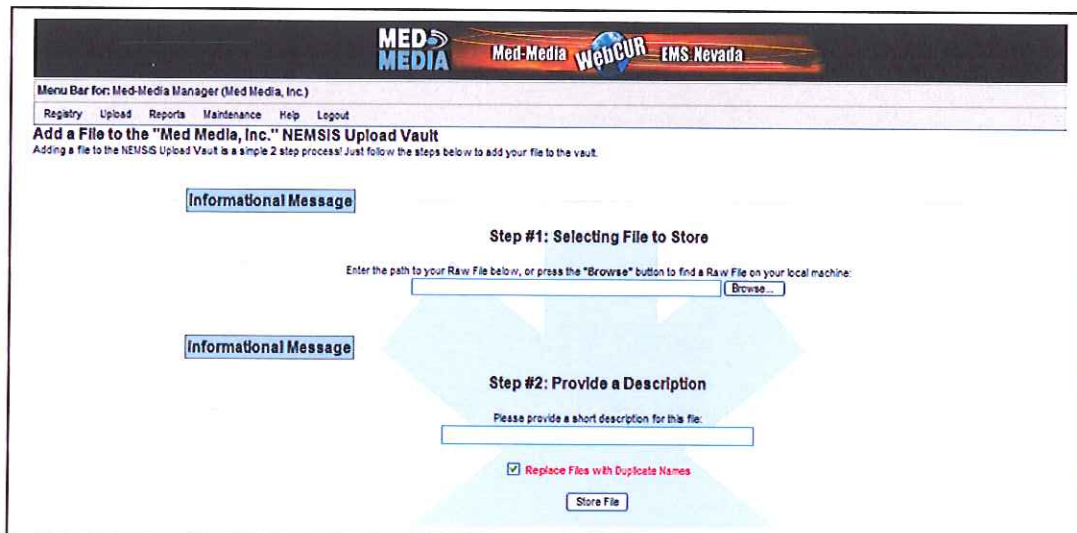 MED MEDIA
Med-Media WebCUR EMS Nevada
Menu Bar for: Med-Media Manager (Med Media, Inc.)
Registry Upload Reports Maintenance Help Logout
Add a File to the "Med Media, Inc." NEMSIS Upload Vault
Adding a file to the NEMSIS Upload Vault is a simple 2 step process! Just follow the steps below to add your file to the vault.
Informational Message
Step #1: Selecting File to Store
Enter the path to your Raw File below, or press the "Browse" button to find a Raw File on your local machine:
Browse...
Informational Message
Step #2: Provide a Description
Please provide a short description for this file:
Replace Files with Duplicate Names
Store File